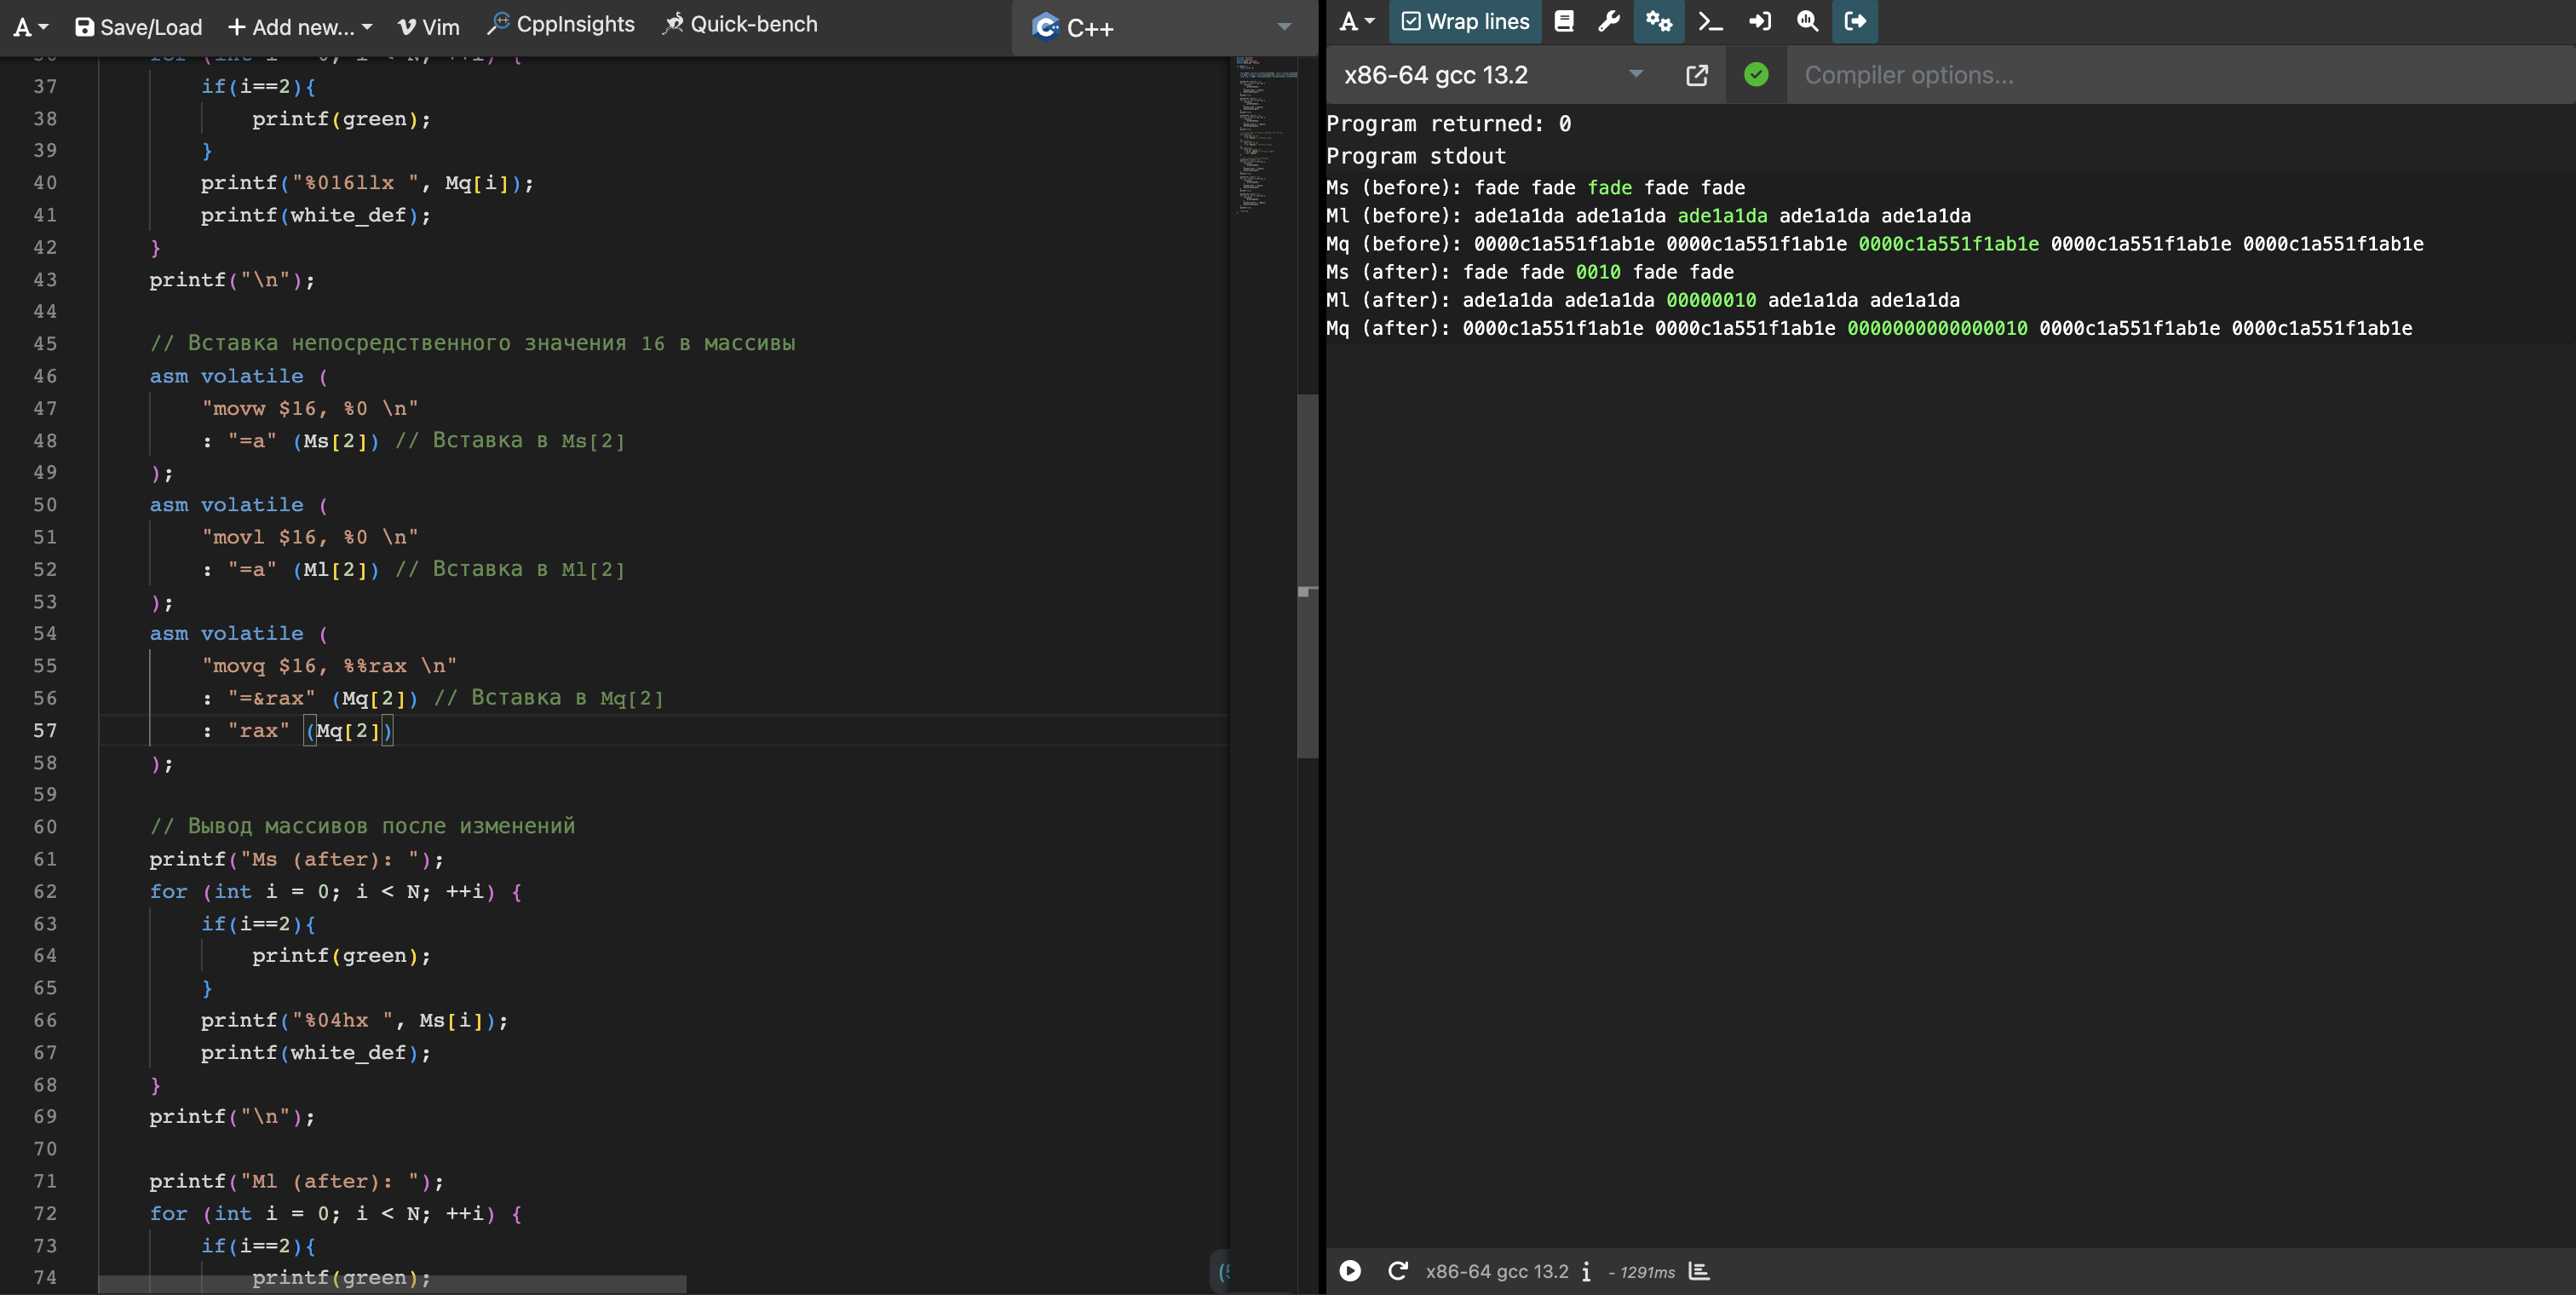 A Save/Load + Add new... Vim CppInsights Quick-bench C++
A Wrap lines
x86-64 gcc 13.2 Compiler options...
36 for (int i = 0; i < N; ++i) {
37 if(i==2){
38 printf(green);
39 }
40 printf("%016llx ", Mq[i]);
41 printf(white_def);
42 }
43 printf("\n");
44
45 // Вставка непосредственного значения 16 в массивы
46 asm volatile (
47 "movw $16, %0 \n"
48 : "=a" (Ms[2]) // Вставка в Ms[2]
49 );
50 asm volatile (
51 "movl $16, %0 \n"
52 : "=a" (Ml[2]) // Вставка в Ml[2]
53 );
54 asm volatile (
55 "movq $16, %%rax \n"
56 : "=&rax" (Mq[2]) // Вставка в Mq[2]
57 : "rax" (Mq[2])
58 );
59
60 // Вывод массивов после изменений
61 printf("Ms (after): ");
62 for (int i = 0; i < N; ++i) {
63 if(i==2){
64 printf(green);
65 }
66 printf("%04hx ", Ms[i]);
67 printf(white_def);
68 }
69 printf("\n");
70
71 printf("Ml (after): ");
72 for (int i = 0; i < N; ++i) {
73 if(i==2){
74 printf(green);
Program returned: 0
Program stdout
Ms (before): fade fade fade fade fade
Ml (before): ade1a1da ade1a1da ade1a1da ade1a1da ade1a1da
Mq (before): 0000c1a551f1ab1e 0000c1a551f1ab1e 0000c1a551f1ab1e 0000c1a551f1ab1e 0000c1a551f1ab1e
Ms (after): fade fade 0010 fade fade
Ml (after): ade1a1da ade1a1da 00000010 ade1a1da ade1a1da
Mq (after): 0000c1a551f1ab1e 0000c1a551f1ab1e 0000000000000010 0000c1a551f1ab1e 0000c1a551f1ab1e
x86-64 gcc 13.2 i - 1291ms